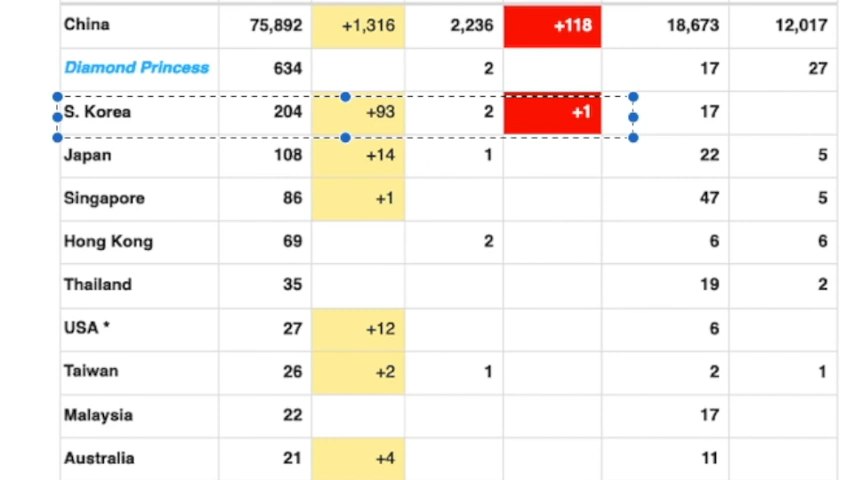 China 75,892 +1,316 2,236 +118 18,673 12,017
Diamond Princess 634 2 17 27
S. Korea 204 +93 2 +1 17
Japan 108 +14 1 22 5
Singapore 86 +1 47 5
Hong Kong 69 2 6 6
Thailand 35 19 2
USA * 27 +12 6
Taiwan 26 +2 1 2 1
Malaysia 22 17
Australia 21 +4 11